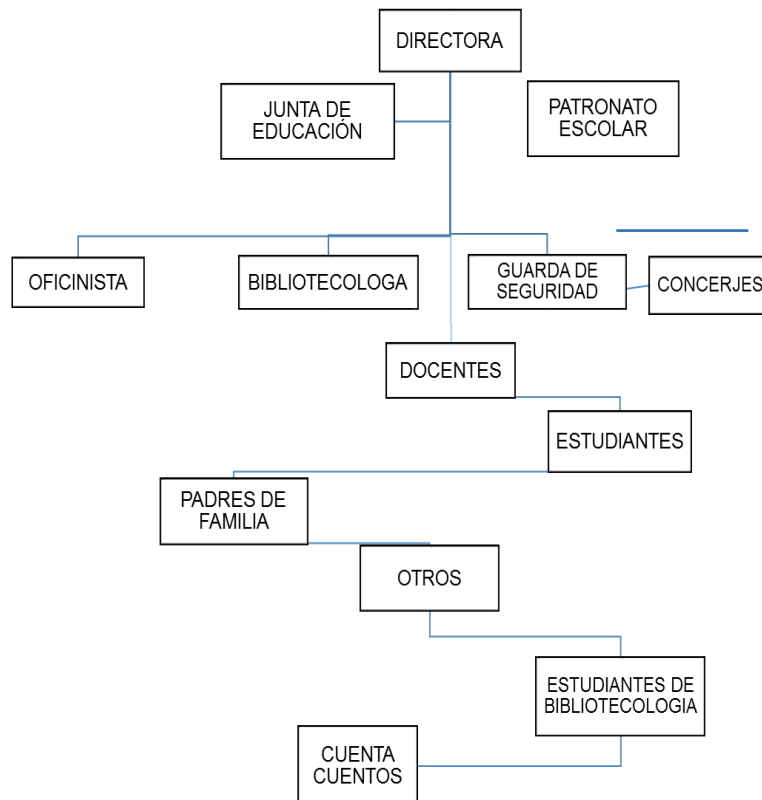 DIRECTORA
JUNTA DE
EDUCACIÓN
PATRONATO
ESCOLAR
OFICINISTA
BIBLIOTECOLOGA
GUARDA DE
SEGURIDAD
CONCERJES
DOCENTES
ESTUDIANTES
PADRES DE
FAMILIA
OTROS
ESTUDIANTES DE
BIBLIOTECOLOGIA
CUENTA
CUENTOS